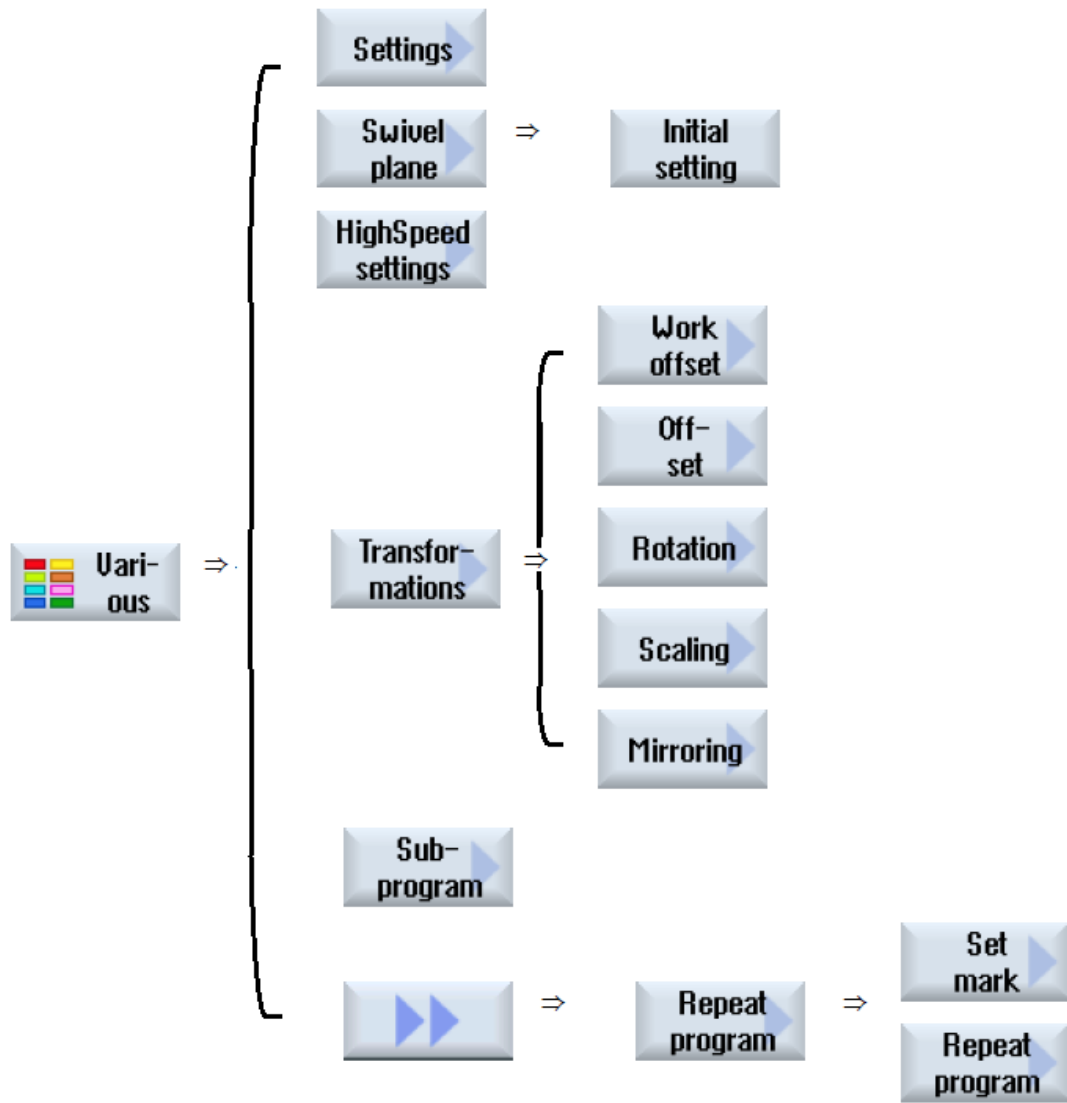 Settings
Swivel
plane
⇒
Initial
setting
HighSpeed
settings
Work
offset
Off-
set
Vari-
ous
⇒
Transfor-
mations
⇒
Rotation
Scaling
Mirroring
Sub-
program
⇒
Repeat
program
⇒
Set
mark
Repeat
program